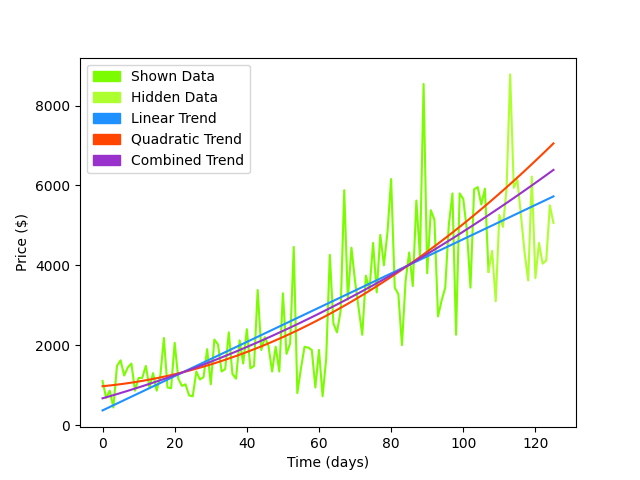 Shown Data
Hidden Data
Linear Trend
Quadratic Trend
Combined Trend
8000
6000
4000
2000
0
Price ($)
0 20 40 60 80 100 120
Time (days)